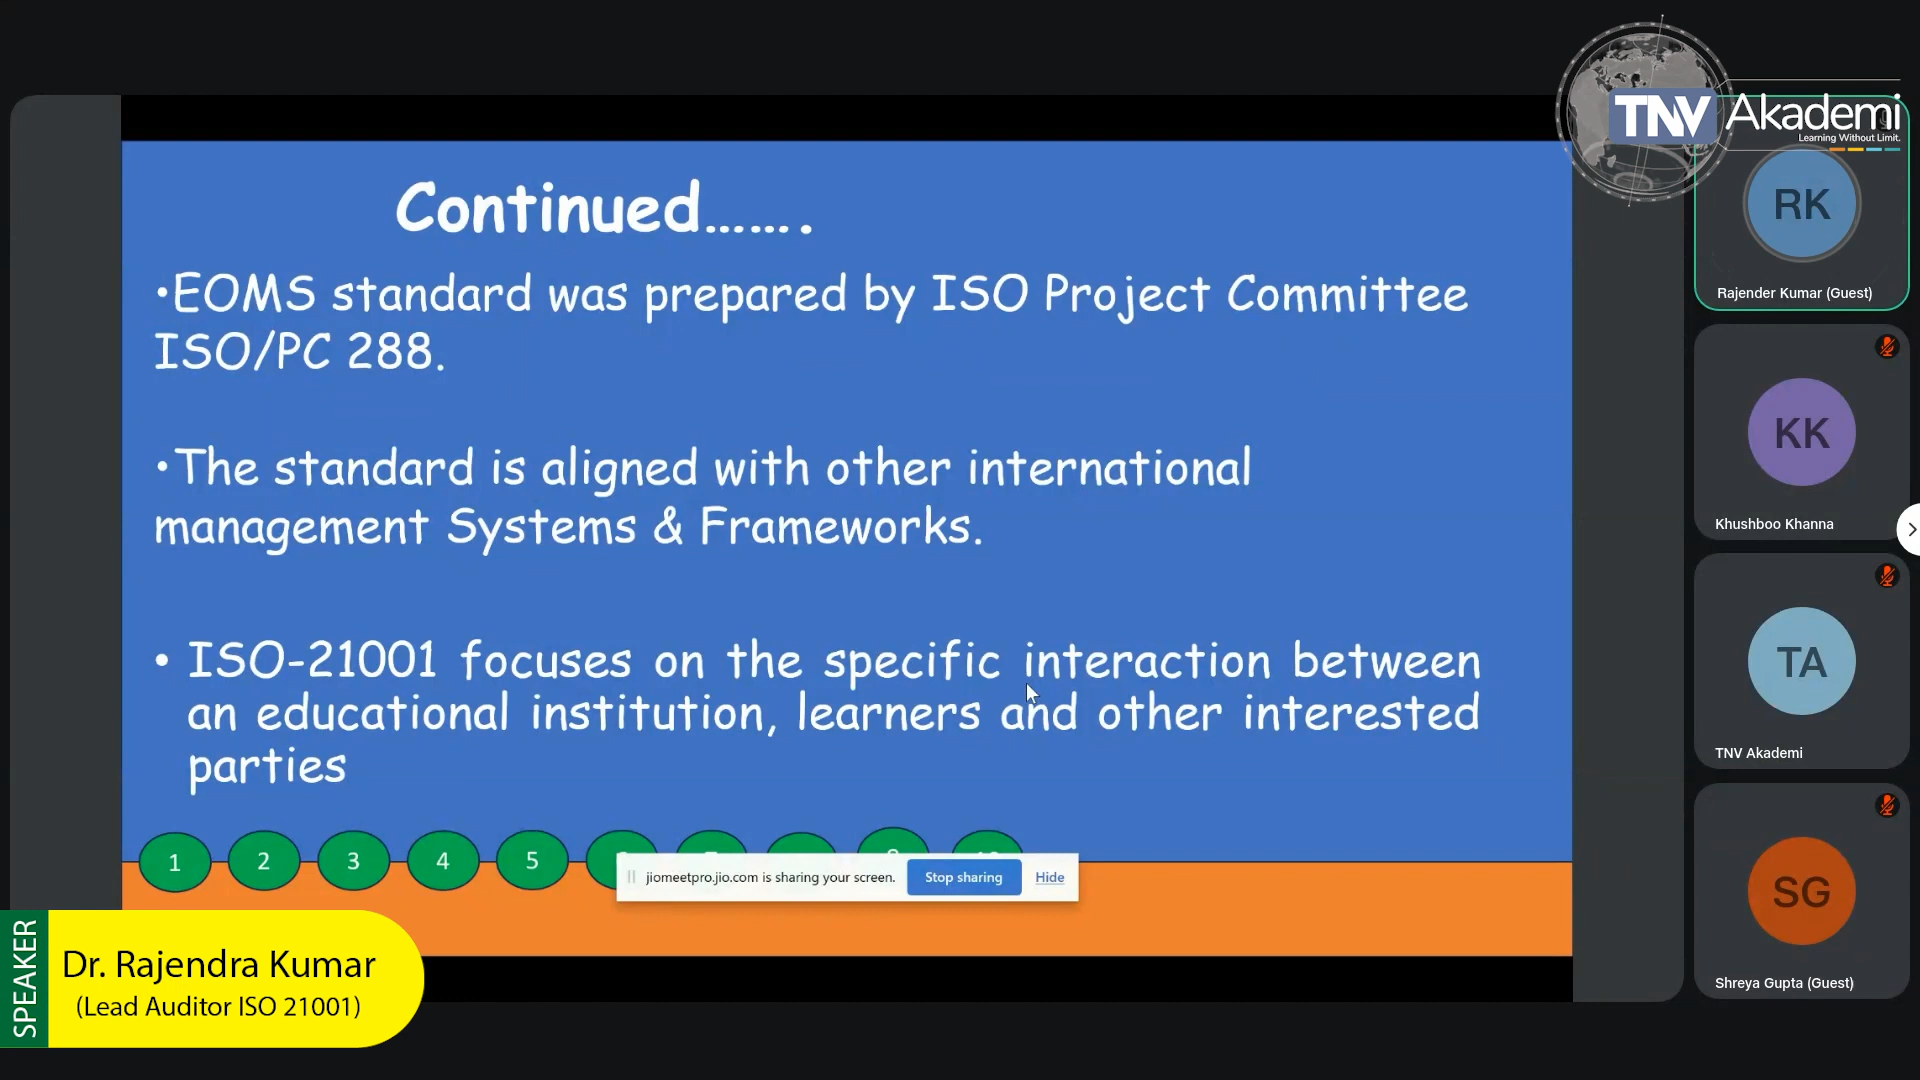 TNV Akademi
Learning Without Limit.
Continued.......
•EOMS standard was prepared by ISO Project Committee
ISO/PC 288.
•The standard is aligned with other international
management Systems & Frameworks.
• ISO-21001 focuses on the specific interaction between
an educational institution, learners and other interested
parties
1 2 3 4 5
jiomeetpro.jio.com is sharing your screen. Stop sharing Hide
SPEAKER
Dr. Rajendra Kumar
(Lead Auditor ISO 21001)
RK
Rajender Kumar (Guest)
KK
Khushboo Khanna
TA
TNV Akademi
SG
Shreya Gupta (Guest)